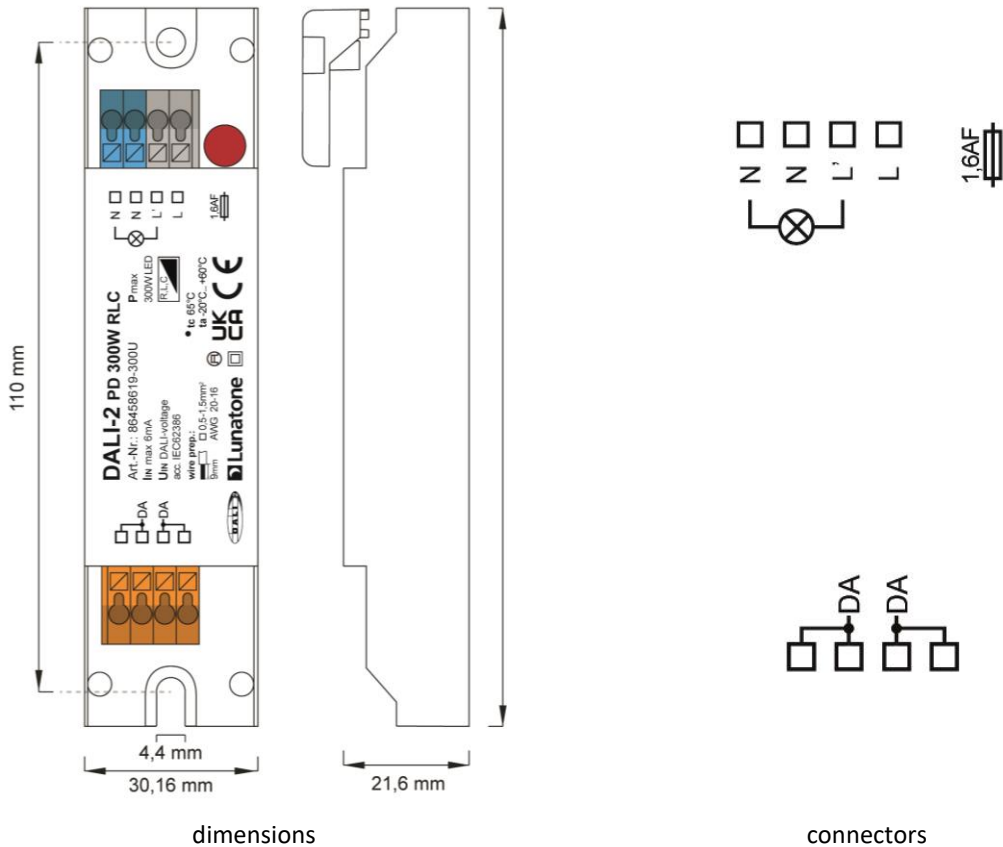 110 mm
N
N
L'
L
1,6AF
DALI-2 PD 300W RLC
Art.-Nr.: 86458619-300U
IIN max 6mA
UIN DALI-voltage
acc. IEC62386
wire prep.:
0,5-1,5mm²
9mm AWG 20-16
Lunatone
Pmax
300W LED
R,L,C
tc 65°C
ta -20°C...+60°C
UK
CA
CE
DA
DA
DALI
4,4 mm
30,16 mm
21,6 mm
dimensions
N
N
L'
L
1,6AF
DA
DA
connectors